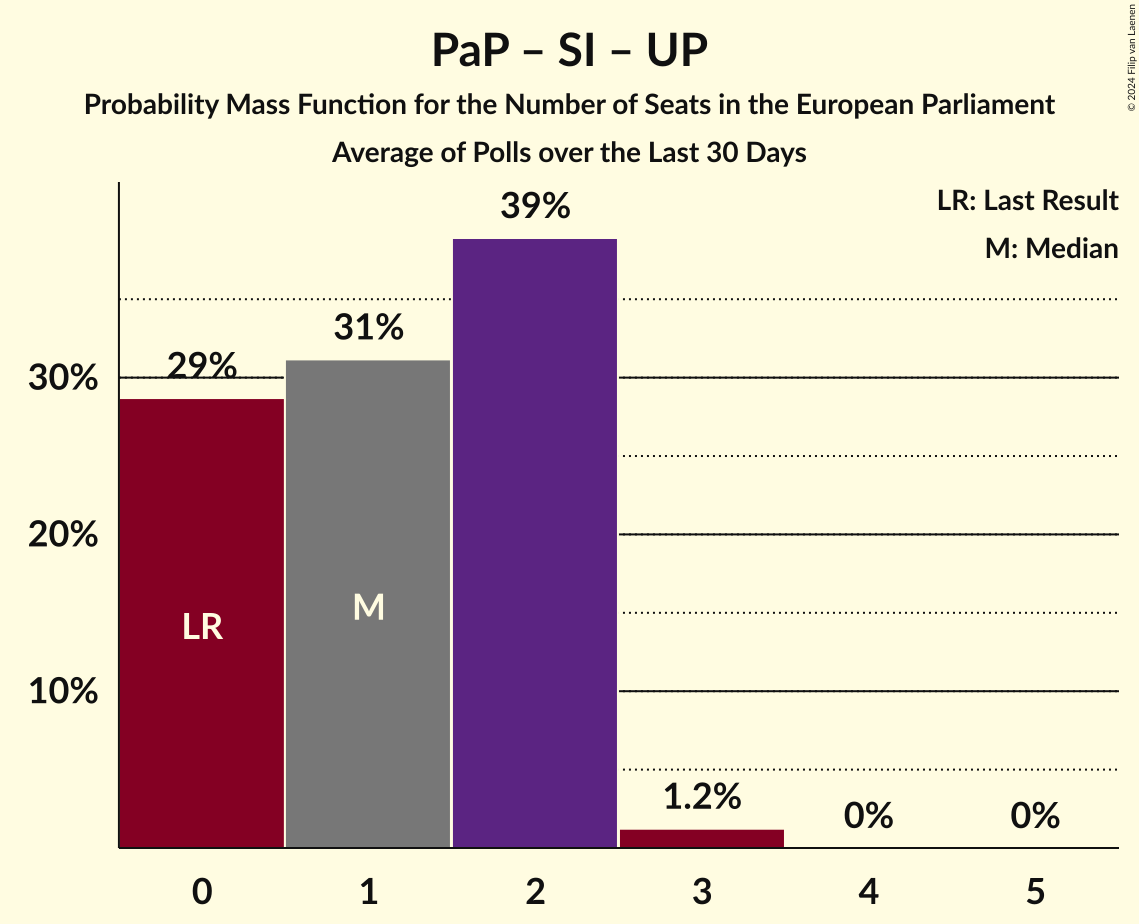 PaP – SI – UP
Probability Mass Function for the Number of Seats in the European Parliament
Average of Polls over the Last 30 Days
© 2024 Filip van Laenen
LR: Last Result
M: Median
39%
31%
29%
30%
20%
10%
LR
M
1.2%
0%
0%
0
1
2
3
4
5